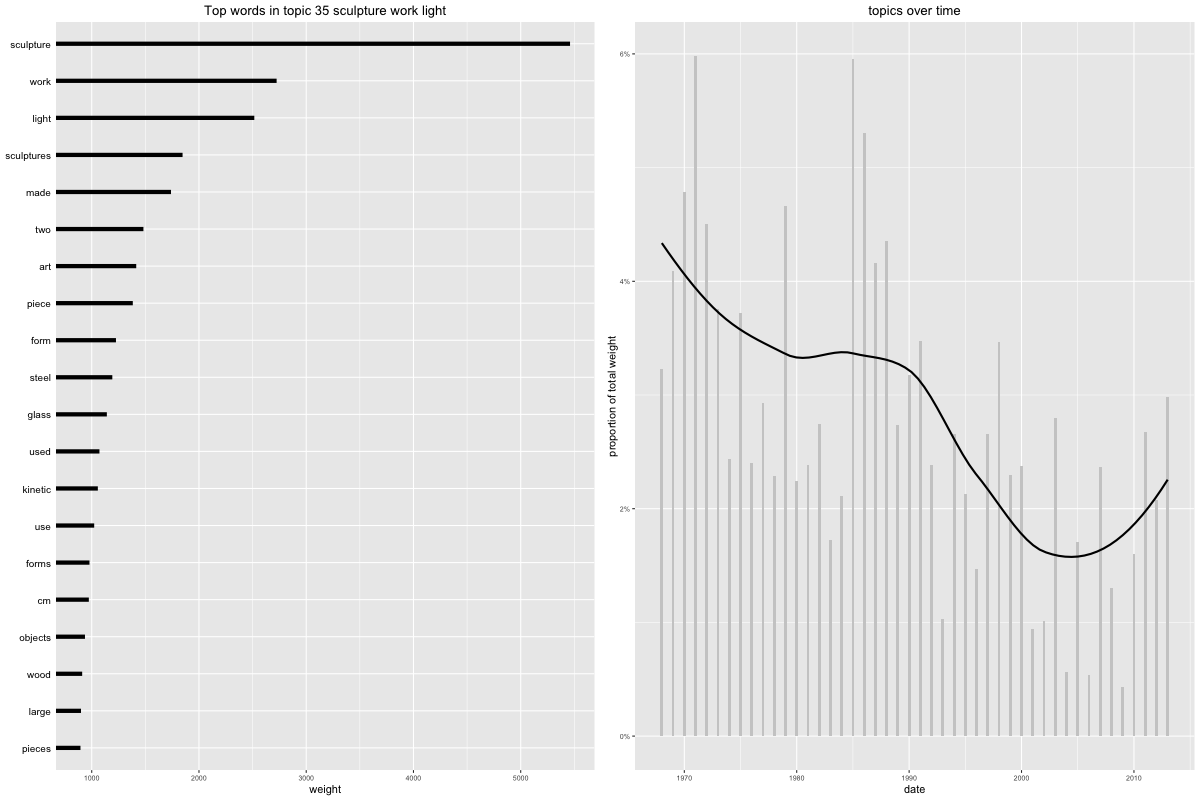 Top words in topic 35 sculpture work light
sculpture
work
light
sculptures
made
two
art
piece
form
steel
glass
used
kinetic
use
forms
cm
objects
wood
large
pieces
1000 2000 3000 4000 5000
weight
topics over time
proportion of total weight
6%
4%
2%
0%
1970 1980 1990 2000 2010
date